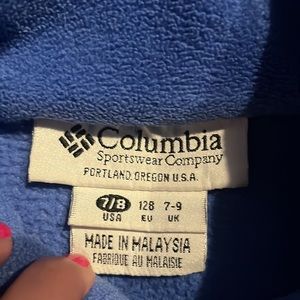 Columbia
Sportswear Company
PORTLAND, OREGON U.S.A.
7/8 128 7-9
USA EU UK
MADE IN MALAYSIA
FABRIQUE AU MALAISIE